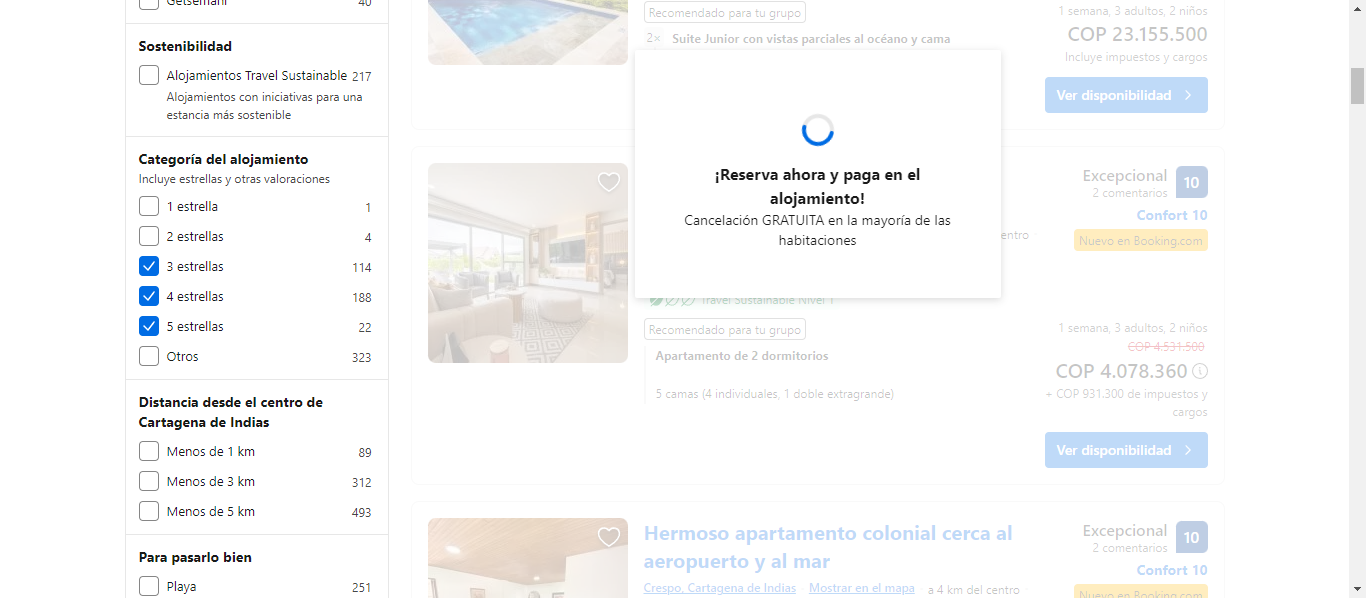 Getsemaní 40
Sostenibilidad
Alojamientos Travel Sustainable 217
Alojamientos con iniciativas para una
estancia más sostenible
Categoría del alojamiento
Incluye estrellas y otras valoraciones
1 estrella 1
2 estrellas 4
3 estrellas 114
4 estrellas 188
5 estrellas 22
Otros 323
Distancia desde el centro de
Cartagena de Indias
Menos de 1 km 89
Menos de 3 km 312
Menos de 5 km 493
Para pasarlo bien
Playa 251
Recomendado para tu grupo
2× Suite Junior con vistas parciales al océano y cama
1 semana, 3 adultos, 2 niños
COP 23.155.500
Incluye impuestos y cargos
Ver disponibilidad
¡Reserva ahora y paga en el
alojamiento!
Cancelación GRATUITA en la mayoría de las
habitaciones
Excepcional 10
2 comentarios
Confort 10
entro
Nuevo en Booking.com
Travel Sustainable Nivel 1
Recomendado para tu grupo
Apartamento de 2 dormitorios
5 camas (4 individuales, 1 doble extragrande)
1 semana, 3 adultos, 2 niños
COP 4.531.500
COP 4.078.360
+ COP 931.300 de impuestos y
cargos
Ver disponibilidad
Hermoso apartamento colonial cerca al
aeropuerto y al mar
Crespo, Cartagena de Indias Mostrar en el mapa a 4 km del centro
Excepcional 10
2 comentarios
Confort 10
Nuevo en Booking.com